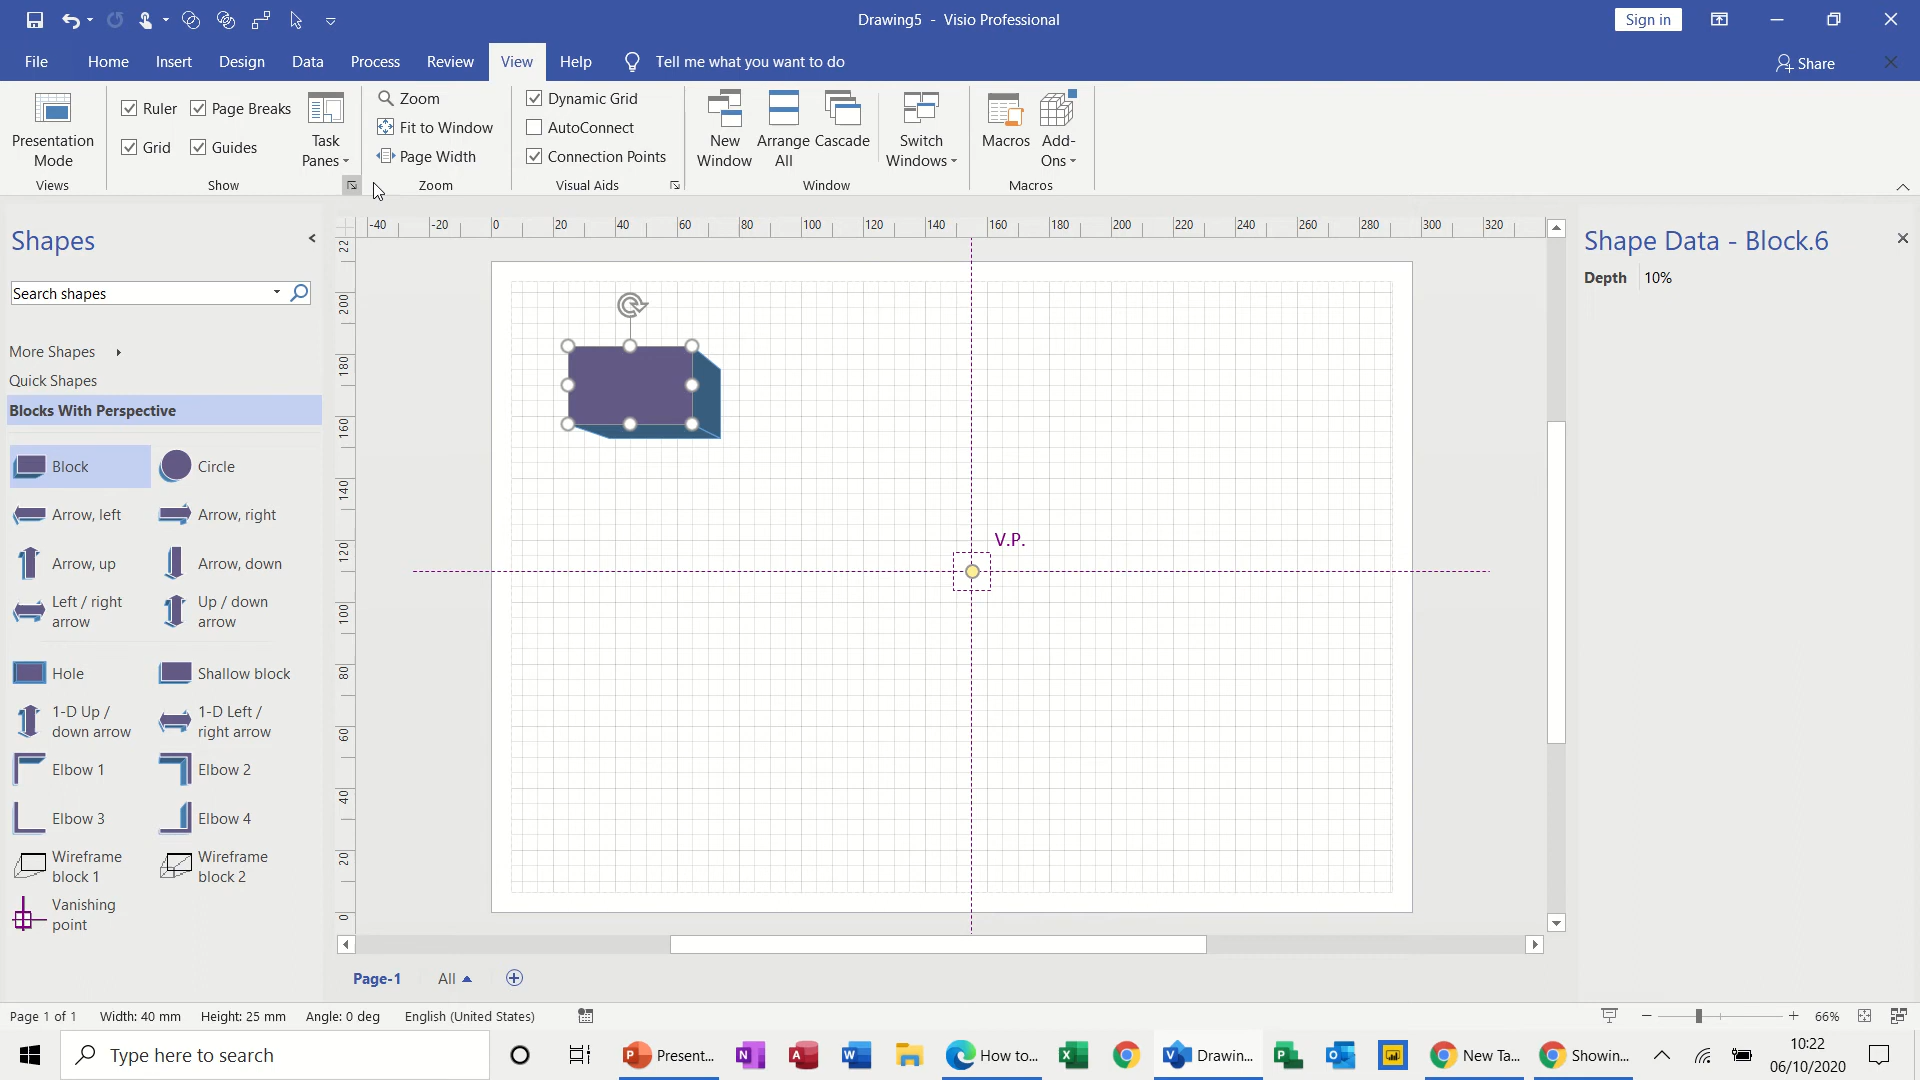 Drawing5 - Visio Professional
Sign in
File Home Insert Design Data Process Review View Help Tell me what you want to do
Share
Presentation Mode
Views
Ruler
Page Breaks
Grid
Guides
Task Panes
Show
Zoom
Fit to Window
Page Width
Zoom
Dynamic Grid
AutoConnect
Connection Points
Visual Aids
New Window
Arrange All
Cascade
Switch Windows
Window
Macros
Add-Ons
Macros
Shapes
Search shapes
More Shapes
Quick Shapes
Blocks With Perspective
Block
Circle
Arrow, left
Arrow, right
Arrow, up
Arrow, down
Left / right arrow
Up / down arrow
Hole
Shallow block
1-D Up / down arrow
1-D Left / right arrow
Elbow 1
Elbow 2
Elbow 3
Elbow 4
Wireframe block 1
Wireframe block 2
Vanishing point
-40 -20 0 20 40 60 80 100 120 140 160 180 200 220 240 260 280 300 320
22
200
180
160
140
120
100
80
60
40
20
0
V.P.
Shape Data - Block.6
Depth 10%
Page-1 All
Page 1 of 1 Width: 40 mm Height: 25 mm Angle: 0 deg English (United States)
66%
Type here to search
Present...
How to...
Drawin...
New Ta...
Showin...
10:22
06/10/2020